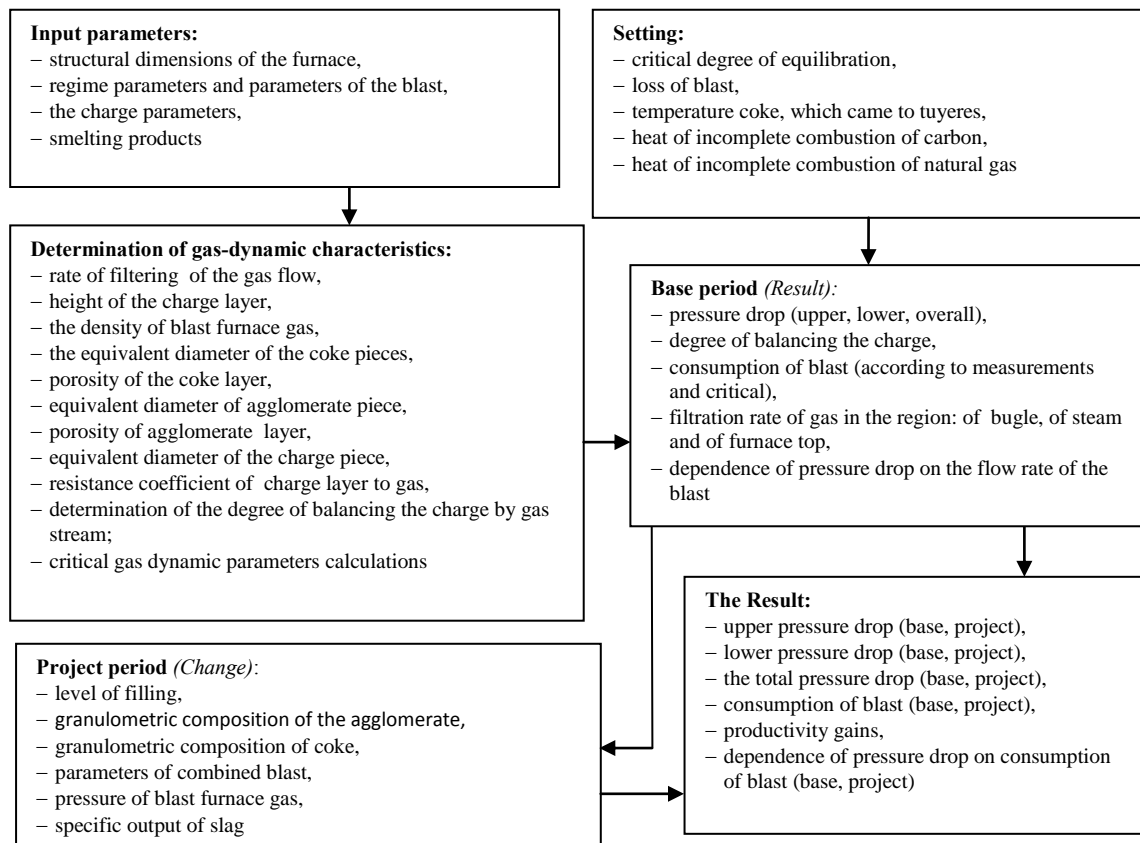 Input parameters:
– structural dimensions of the furnace,
– regime parameters and parameters of the blast,
– the charge parameters,
– smelting products
Setting:
– critical degree of equilibration,
– loss of blast,
– temperature coke, which came to tuyeres,
– heat of incomplete combustion of carbon,
– heat of incomplete combustion of natural gas
Determination of gas-dynamic characteristics:
– rate of filtering of the gas flow,
– height of the charge layer,
– the density of blast furnace gas,
– the equivalent diameter of the coke pieces,
– porosity of the coke layer,
– equivalent diameter of agglomerate piece,
– porosity of agglomerate layer,
– equivalent diameter of the charge piece,
– resistance coefficient of charge layer to gas,
– determination of the degree of balancing the charge by gas
stream;
– critical gas dynamic parameters calculations
Base period (Result):
– pressure drop (upper, lower, overall),
– degree of balancing the charge,
– consumption of blast (according to measurements
and critical),
– filtration rate of gas in the region: of bugle, of steam
and of furnace top,
– dependence of pressure drop on the flow rate of the
blast
Project period (Change):
– level of filling,
– granulometric composition of the agglomerate,
– granulometric composition of coke,
– parameters of combined blast,
– pressure of blast furnace gas,
– specific output of slag
The Result:
– upper pressure drop (base, project),
– lower pressure drop (base, project),
– the total pressure drop (base, project),
– consumption of blast (base, project),
– productivity gains,
– dependence of pressure drop on consumption
of blast (base, project)